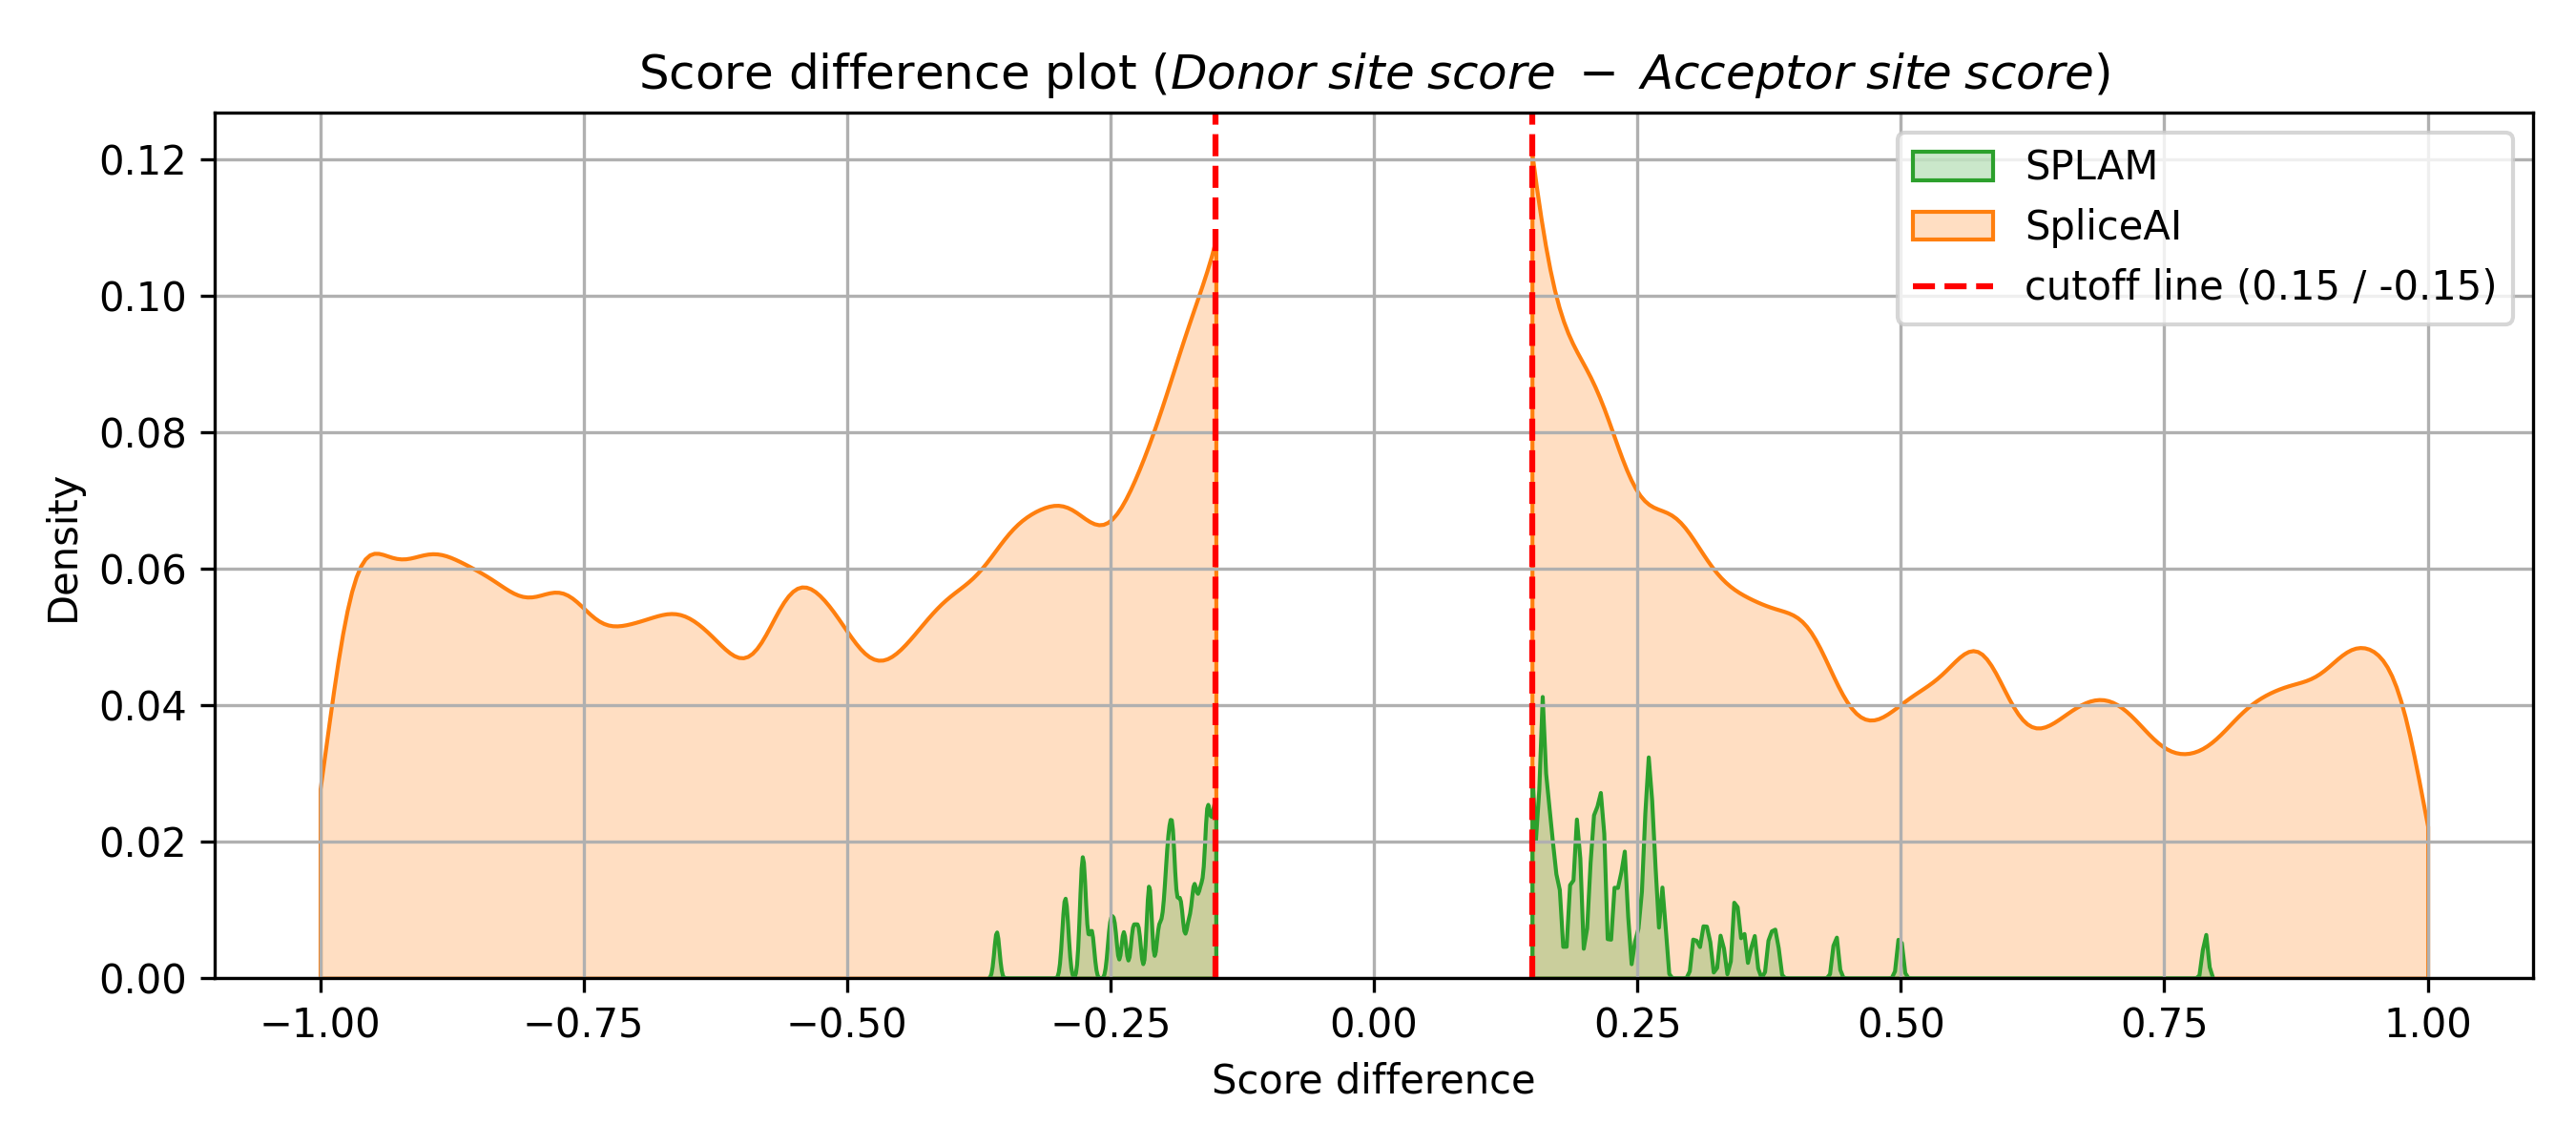 Score difference plot (Donor site score − Acceptor site score)
SPLAM
SpliceAI
cutoff line (0.15 / -0.15)
Density
0.12
0.10
0.08
0.06
0.04
0.02
0.00
−1.00 −0.75 −0.50 −0.25 0.00 0.25 0.50 0.75 1.00
Score difference